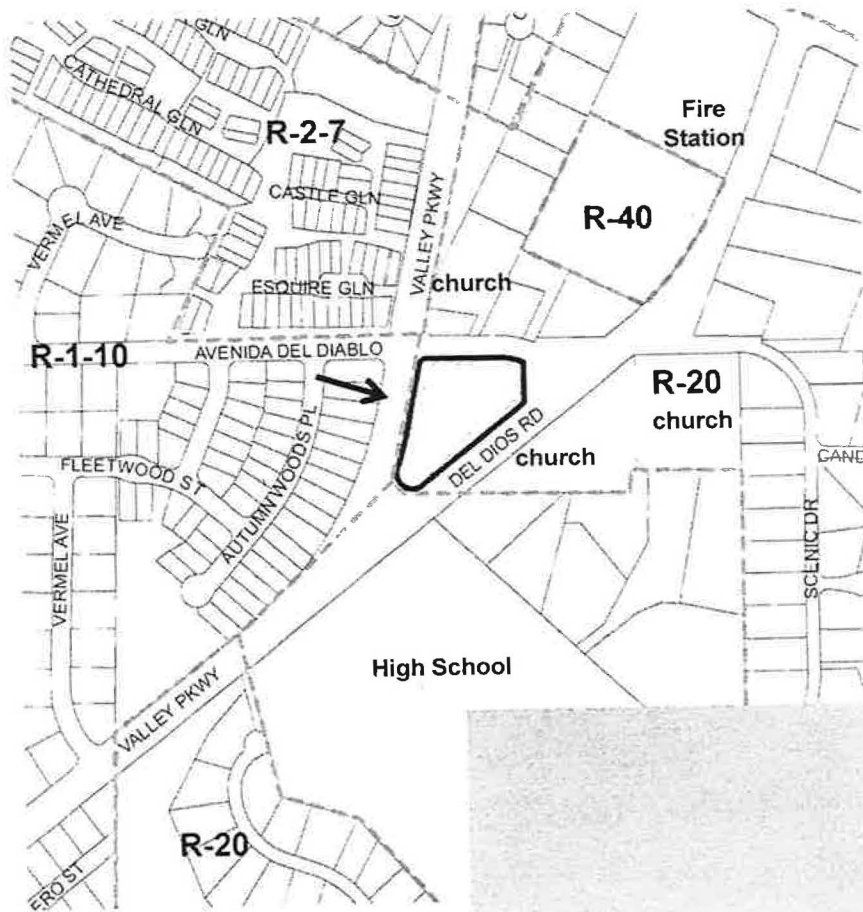 GLN
CATHEDRAL GLN
R-2-7
Fire
Station
CASTLE GLN
VALLEY PKWY
R-40
VERMEL AVE
ESQUIRE GLN
church
R-1-10
AVENIDA DEL DIABLO
R-20
church
AUTUMN WOODS PL
DEL DIOS RD
church
FLEETWOOD ST
CAND
VERMEL AVE
SCENIC DR
High School
VALLEY PKWY
R-20
ERO ST